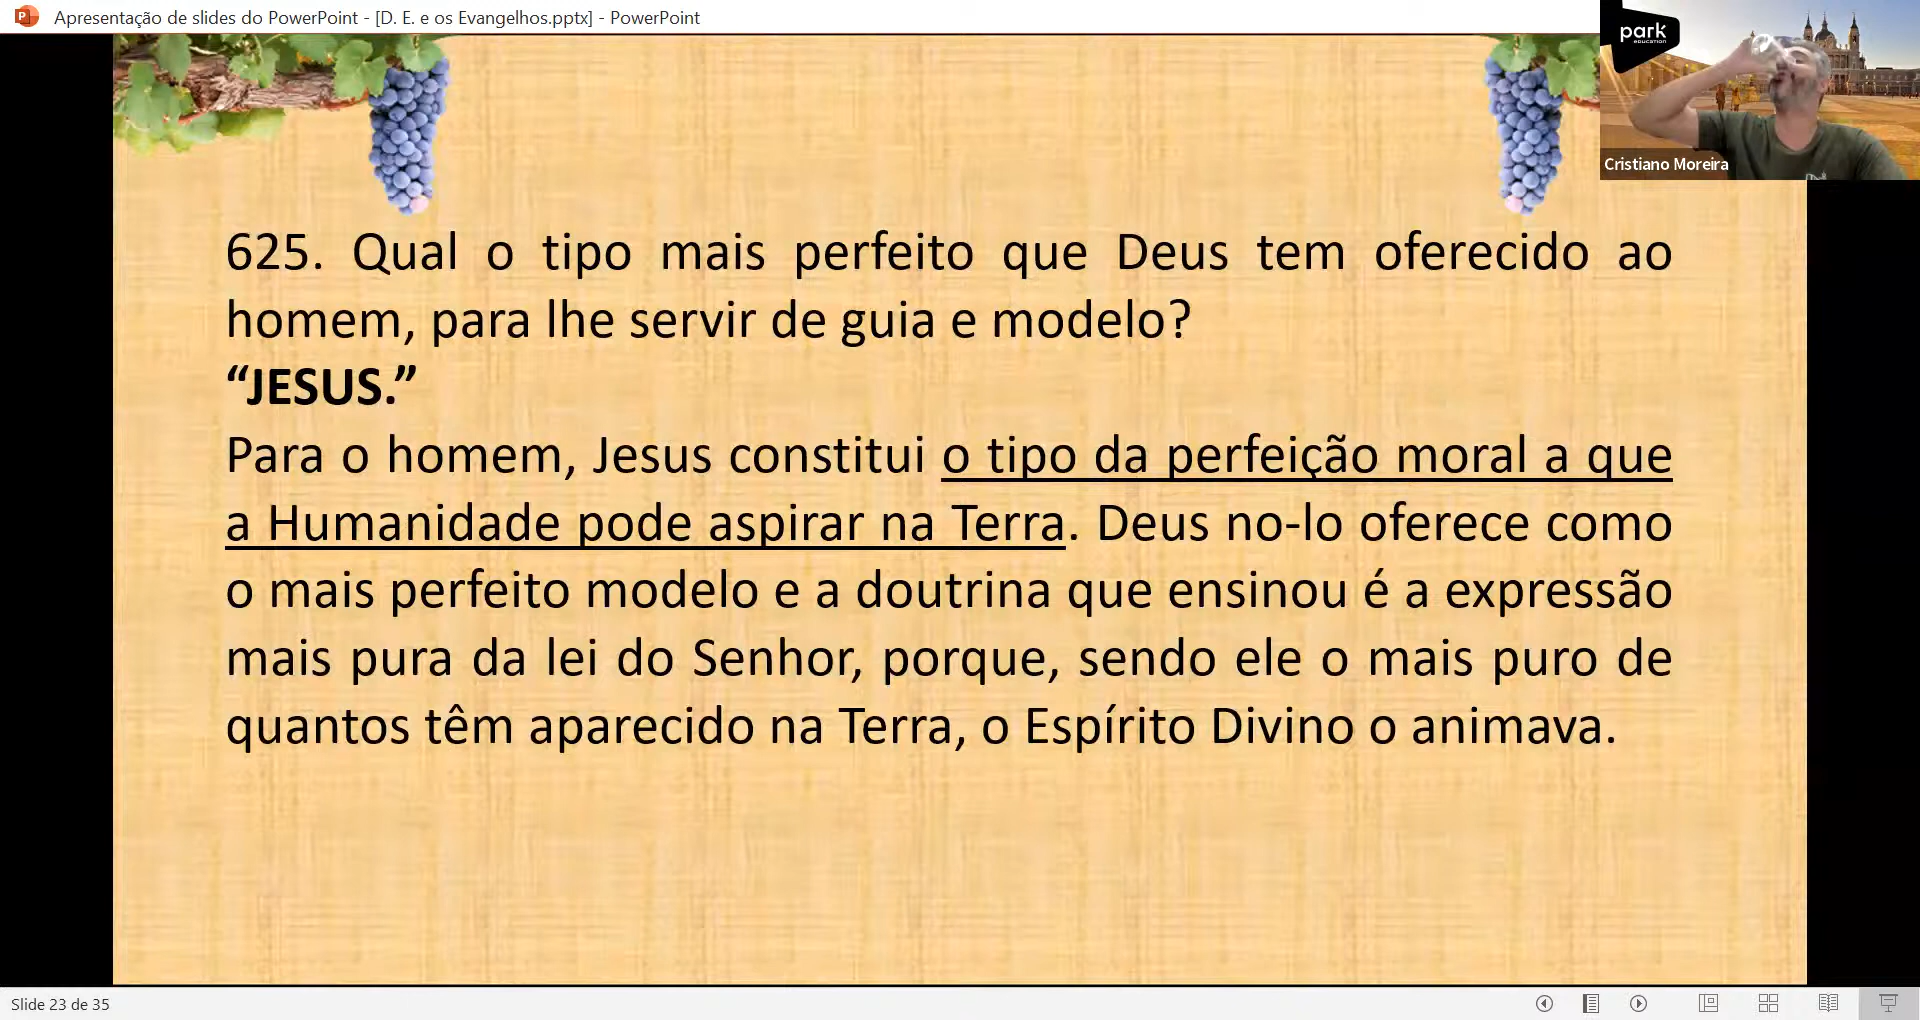 Apresentação de slides do PowerPoint - [D. E. e os Evangelhos.pptx] - PowerPoint
park
education
Cristiano Moreira
625. Qual o tipo mais perfeito que Deus tem oferecido ao
homem, para lhe servir de guia e modelo?
“JESUS.”
Para o homem, Jesus constitui o tipo da perfeição moral a que
a Humanidade pode aspirar na Terra. Deus no-lo oferece como
o mais perfeito modelo e a doutrina que ensinou é a expressão
mais pura da lei do Senhor, porque, sendo ele o mais puro de
quantos têm aparecido na Terra, o Espírito Divino o animava.
Slide 23 de 35